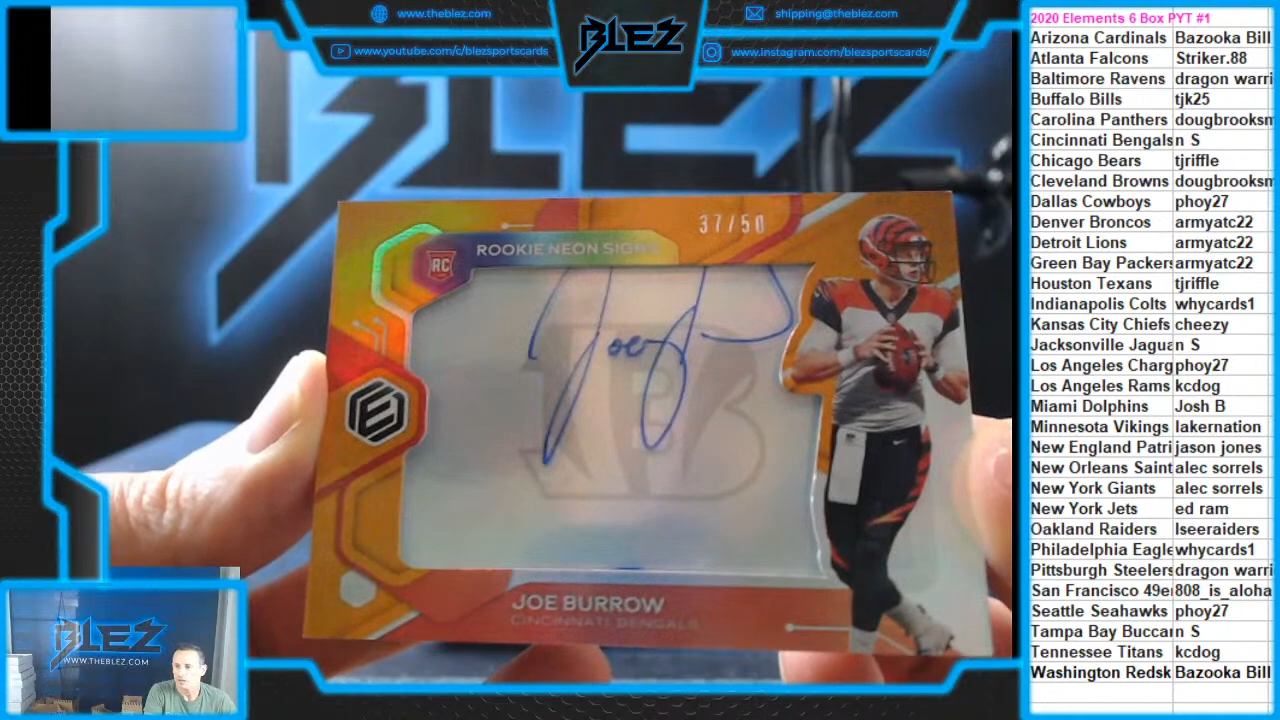 www.theblez.com
www.youtube.com/c/blezsportscards
BLEZ
shipping@theblez.com
www.instagram.com/blezsportscards/
BLEZ
37/50
RC
ROOKIE NEON SIGNS
Joe B
E
JOE BURROW
CINCINNATI BENGALS
BLEZ
WWW.THEBLEZ.COM
2020 Elements 6 Box PYT #1
Arizona Cardinals Bazooka Bill
Atlanta Falcons Striker.88
Baltimore Ravens dragon warri
Buffalo Bills tjk25
Carolina Panthers dougbrooksm
Cincinnati Bengals n S
Chicago Bears tjriffle
Cleveland Browns dougbrooksm
Dallas Cowboys phoy27
Denver Broncos armyatc22
Detroit Lions armyatc22
Green Bay Packers armyatc22
Houston Texans tjriffle
Indianapolis Colts whycards1
Kansas City Chiefs cheezy
Jacksonville Jagua n S
Los Angeles Charg phoy27
Los Angeles Rams kcdog
Miami Dolphins Josh B
Minnesota Vikings lakernation
New England Patri jason jones
New Orleans Saint alec sorrels
New York Giants alec sorrels
New York Jets ed ram
Oakland Raiders lseeraiders
Philadelphia Eagle whycards1
Pittsburgh Steelers dragon warri
San Francisco 49e 808_is_aloha
Seattle Seahawks phoy27
Tampa Bay Buccan n S
Tennessee Titans kcdog
Washington Redsk Bazooka Bill